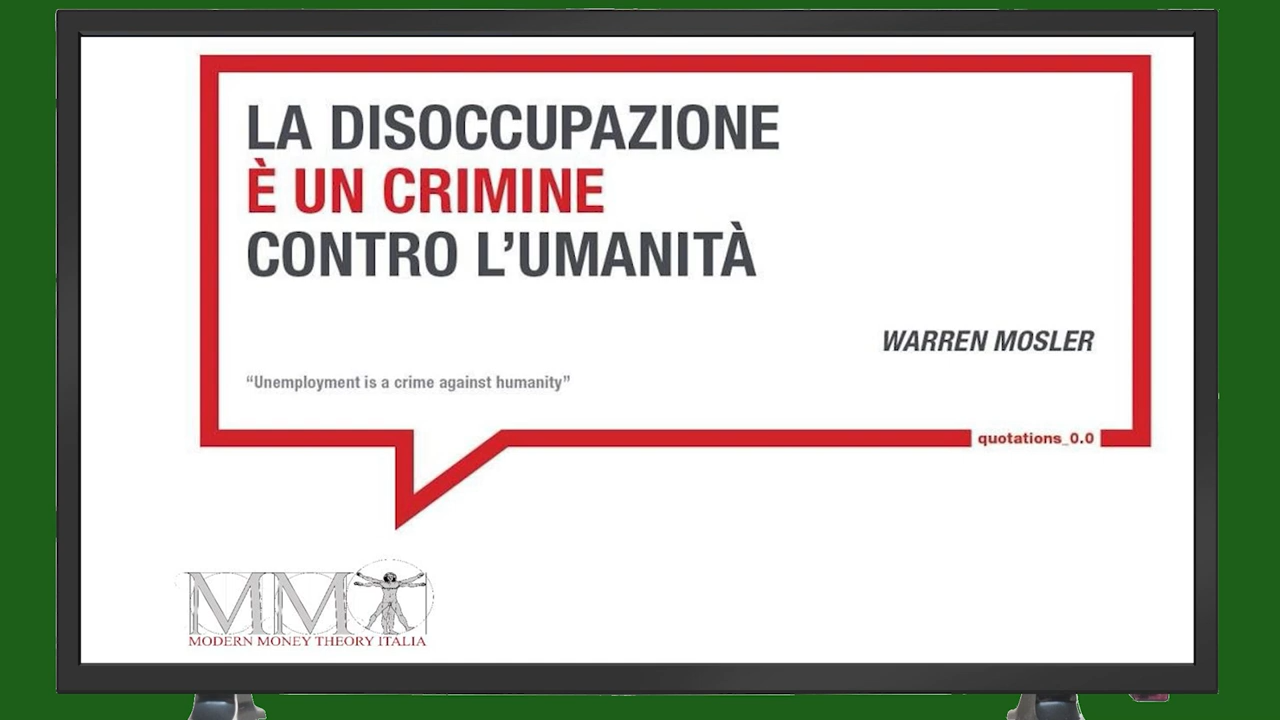 LA DISOCCUPAZIONE
È UN CRIMINE
CONTRO L’UMANITÀ
WARREN MOSLER
“Unemployment is a crime against humanity”
quotations_0.0
MM
MODERN MONEY THEORY ITALIA